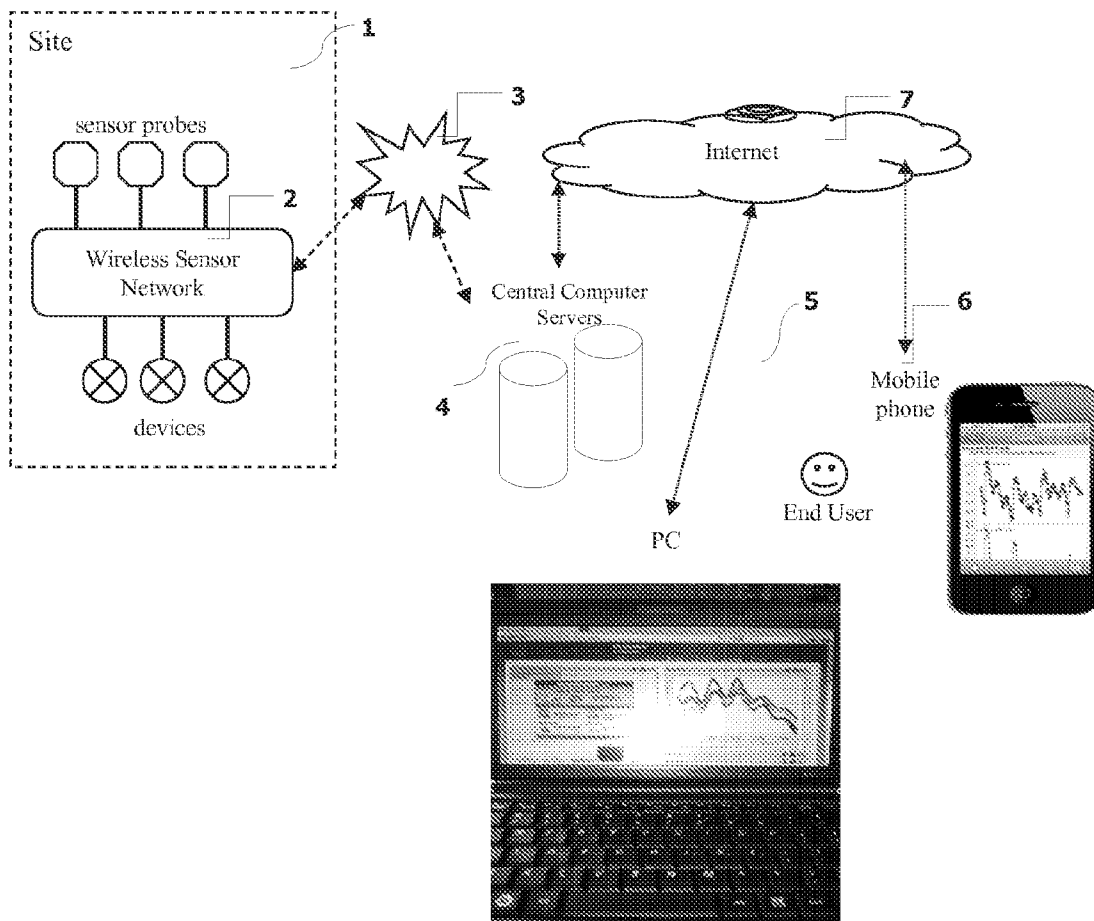 Site
1
sensor probes
2
Wireless Sensor
Network
devices
3
7
Internet
Central Computer
Servers
4
5
6
Mobile
phone
End User
PC